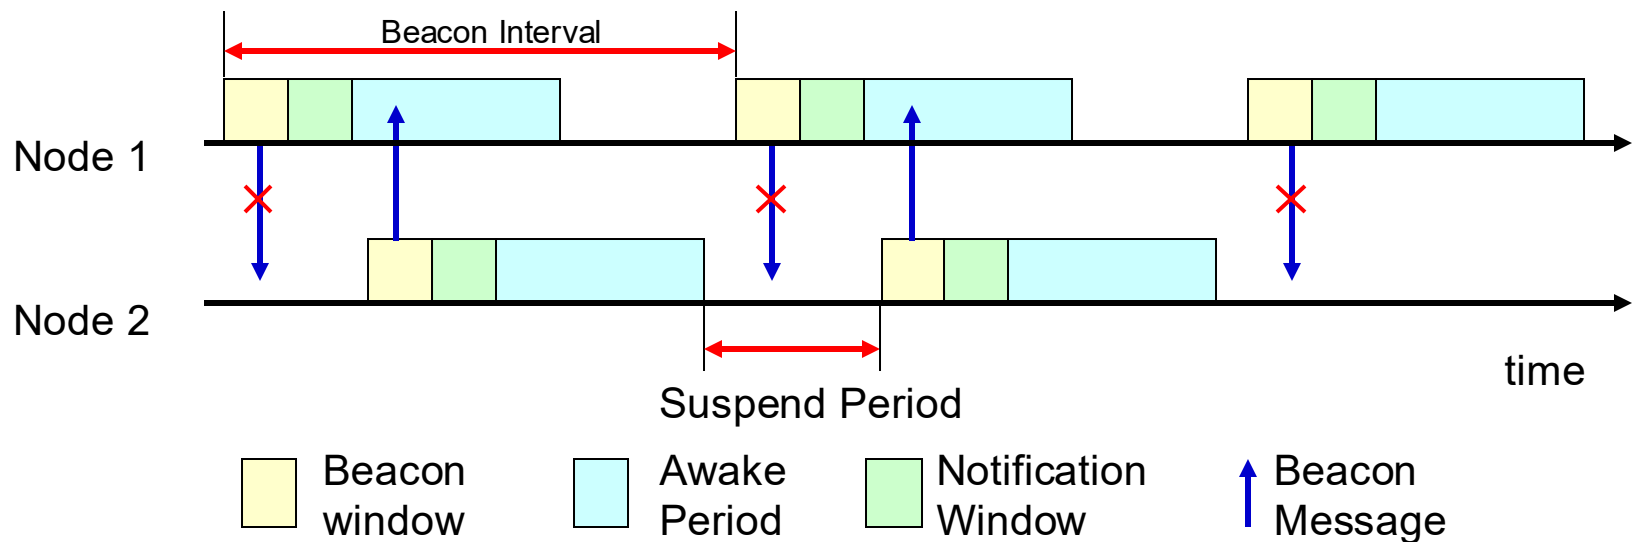 Beacon Interval
Node 1
Node 2
time
Suspend Period
Beacon
window
Awake
Period
Notification
Window
Beacon
Message